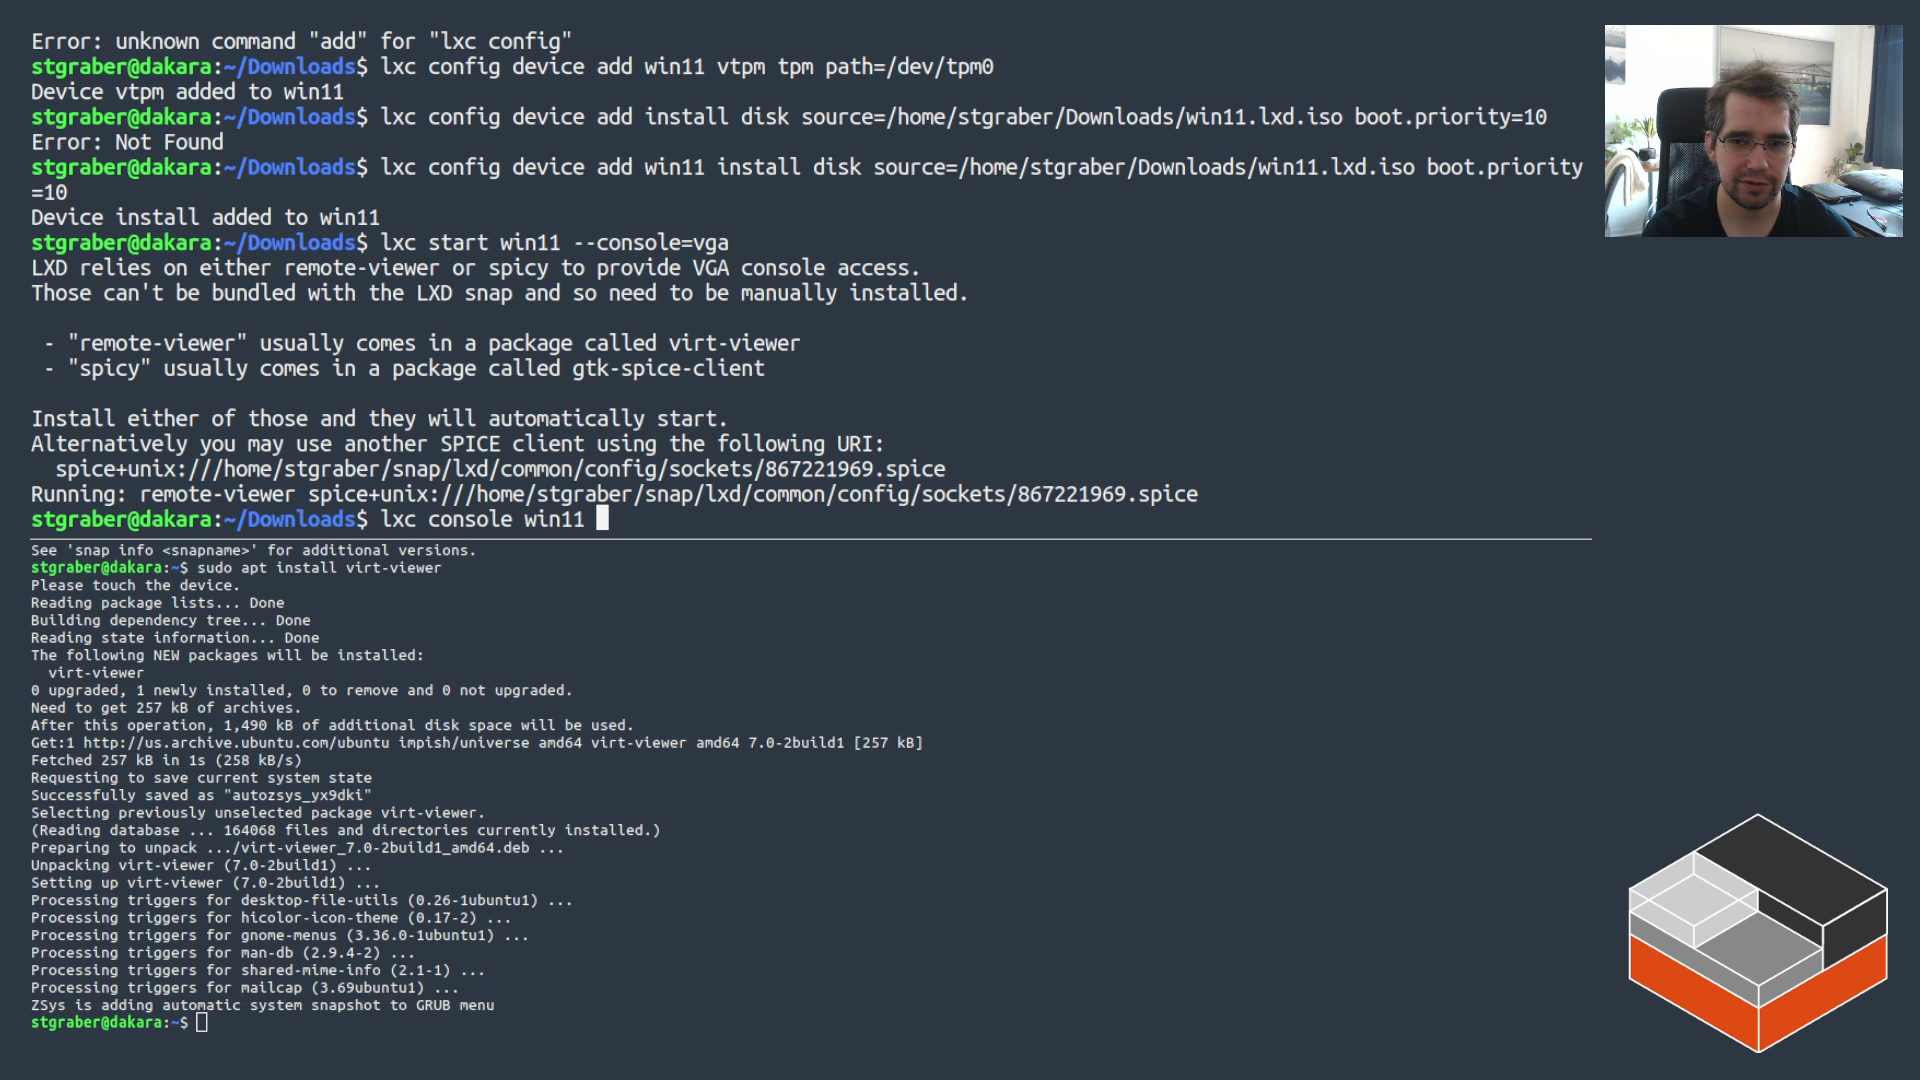 Error: unknown command "add" for "lxc config"
stgraber@dakara:~/Downloads$ lxc config device add win11 vtpm tpm path=/dev/tpm0
Device vtpm added to win11
stgraber@dakara:~/Downloads$ lxc config device add install disk source=/home/stgraber/Downloads/win11.lxd.iso boot.priority=10
Error: Not Found
stgraber@dakara:~/Downloads$ lxc config device add win11 install disk source=/home/stgraber/Downloads/win11.lxd.iso boot.priority
=10
Device install added to win11
stgraber@dakara:~/Downloads$ lxc start win11 --console=vga
LXD relies on either remote-viewer or spicy to provide VGA console access.
Those can't be bundled with the LXD snap and so need to be manually installed.
- "remote-viewer" usually comes in a package called virt-viewer
- "spicy" usually comes in a package called gtk-spice-client
Install either of those and they will automatically start.
Alternatively you may use another SPICE client using the following URI:
spice+unix:///home/stgraber/snap/lxd/common/config/sockets/867221969.spice
Running: remote-viewer spice+unix:///home/stgraber/snap/lxd/common/config/sockets/867221969.spice
stgraber@dakara:~/Downloads$ lxc console win11
See 'snap info <snapname>' for additional versions.
stgraber@dakara:~$ sudo apt install virt-viewer
Please touch the device.
Reading package lists... Done
Building dependency tree... Done
Reading state information... Done
The following NEW packages will be installed:
virt-viewer
0 upgraded, 1 newly installed, 0 to remove and 0 not upgraded.
Need to get 257 kB of archives.
After this operation, 1,490 kB of additional disk space will be used.
Get:1 http://us.archive.ubuntu.com/ubuntu impish/universe amd64 virt-viewer amd64 7.0-2build1 [257 kB]
Fetched 257 kB in 1s (258 kB/s)
Requesting to save current system state
Successfully saved as "autozsys_yx9dki"
Selecting previously unselected package virt-viewer.
(Reading database ... 164068 files and directories currently installed.)
Preparing to unpack .../virt-viewer_7.0-2build1_amd64.deb ...
Unpacking virt-viewer (7.0-2build1) ...
Setting up virt-viewer (7.0-2build1) ...
Processing triggers for desktop-file-utils (0.26-1ubuntu1) ...
Processing triggers for hicolor-icon-theme (0.17-2) ...
Processing triggers for gnome-menus (3.36.0-1ubuntu1) ...
Processing triggers for man-db (2.9.4-2) ...
Processing triggers for shared-mime-info (2.1-1) ...
Processing triggers for mailcap (3.69ubuntu1) ...
ZSys is adding automatic system snapshot to GRUB menu
stgraber@dakara:~$